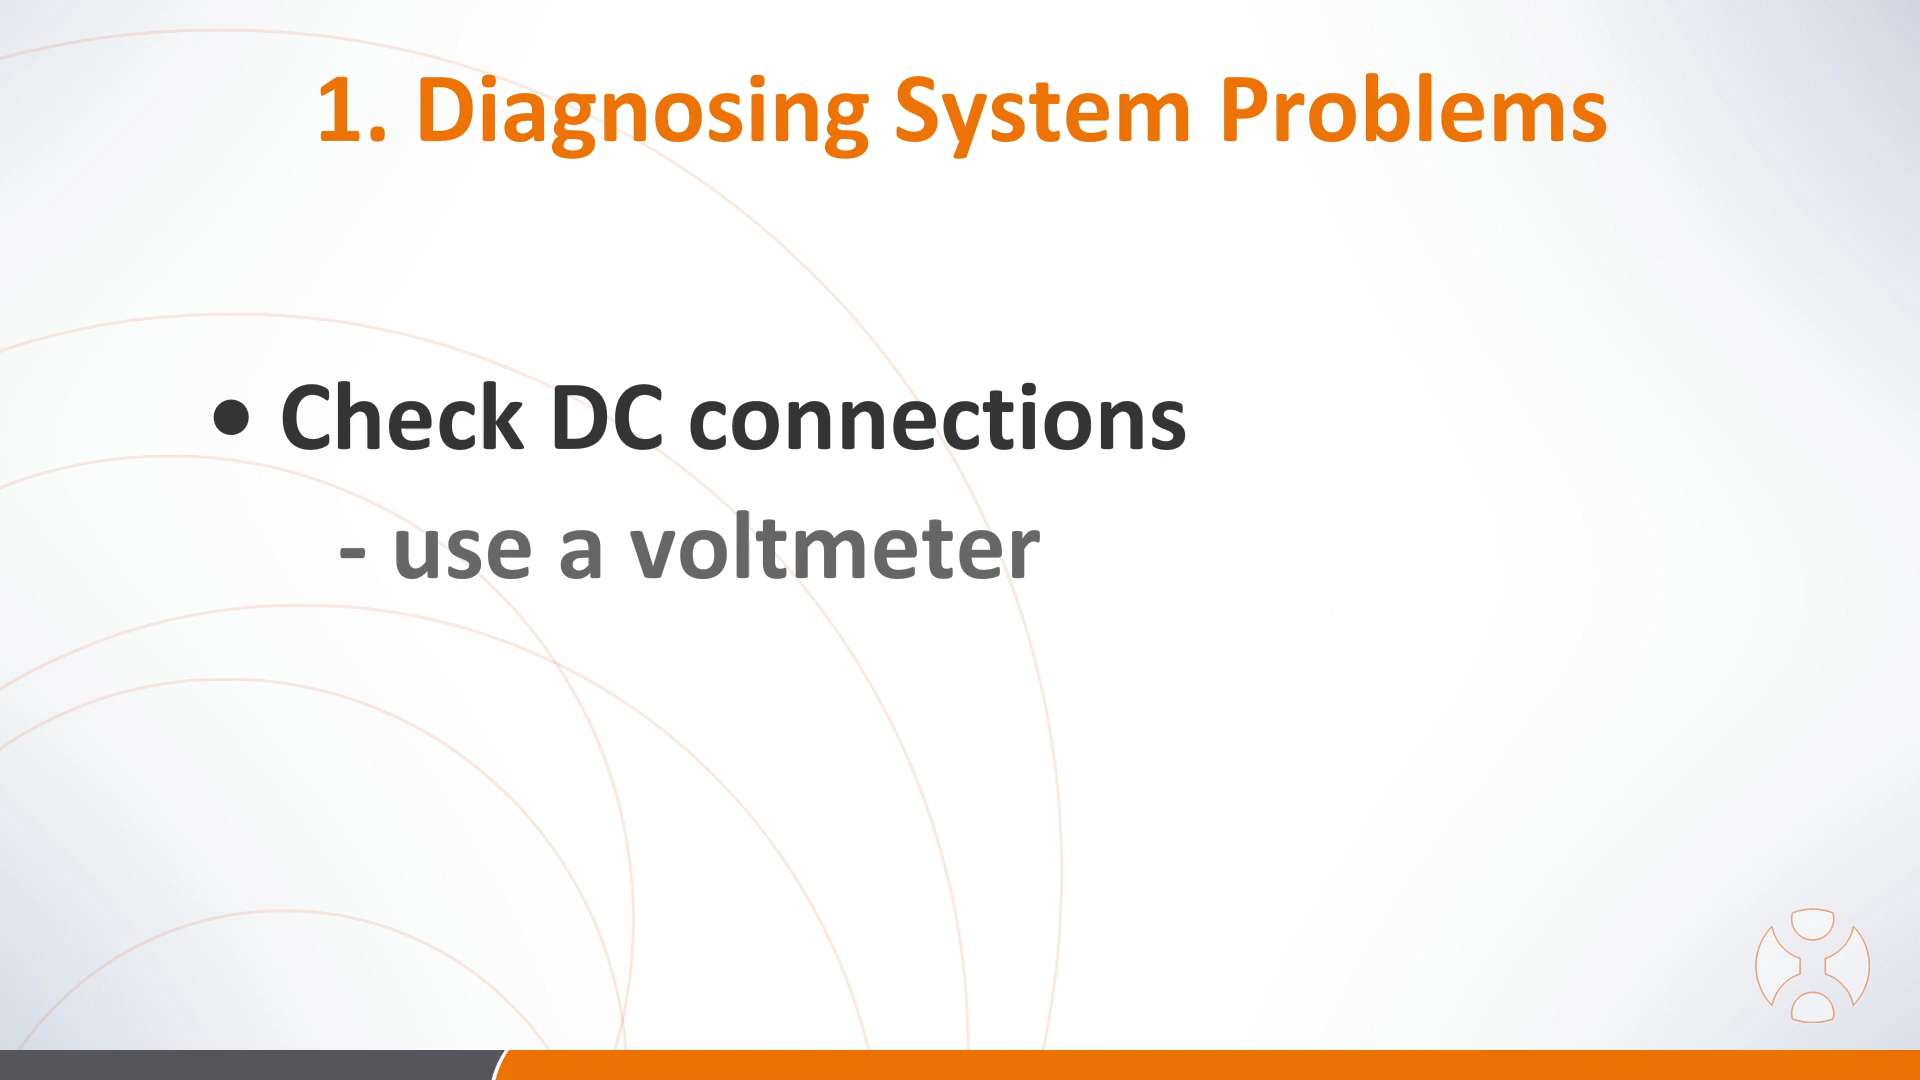 1. Diagnosing System Problems
• Check DC connections
- use a voltmeter